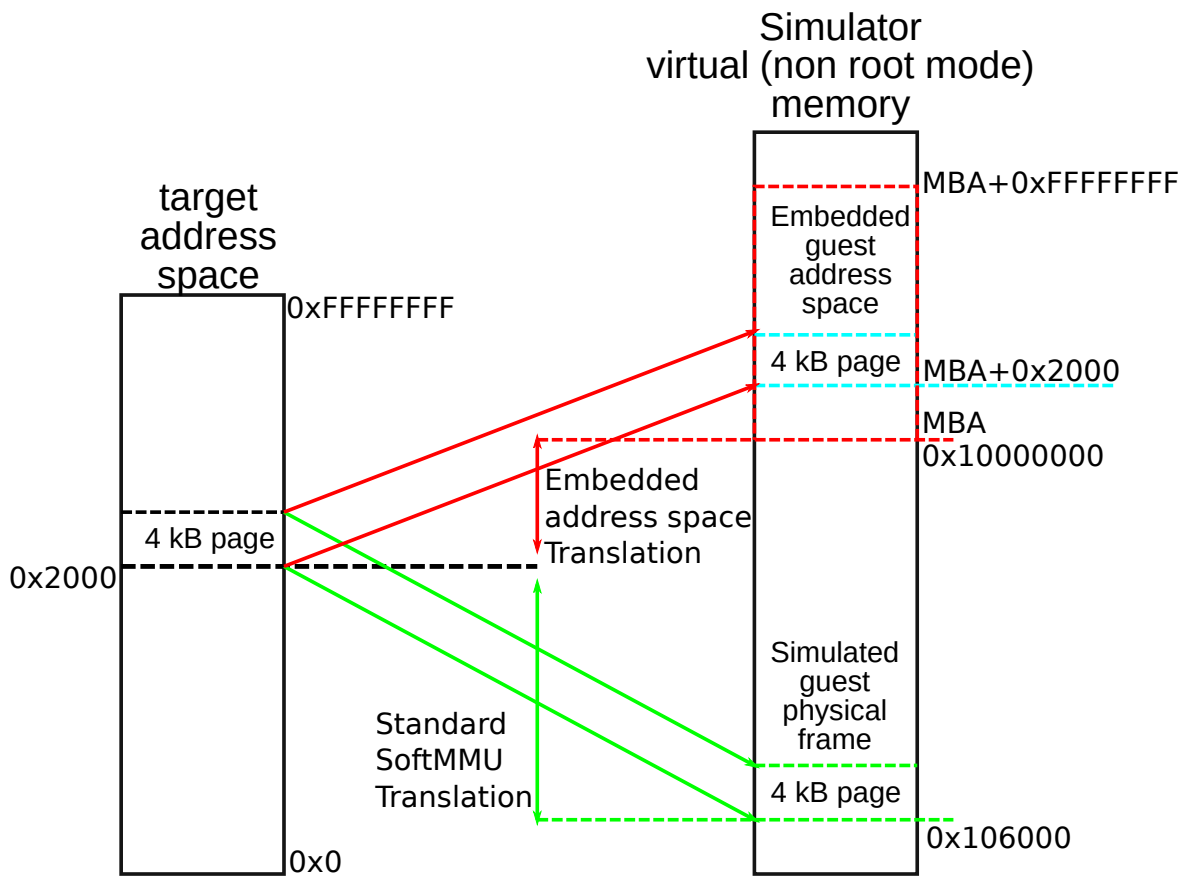 Simulator
virtual (non root mode)
memory
MBA+0xFFFFFFFF
target
address
space
0xFFFFFFFF
Embedded
guest
address
space
4 kB page
MBA+0x2000
MBA
0x10000000
Embedded
address space
Translation
4 kB page
0x2000
Simulated
guest
physical
frame
Standard
SoftMMU
Translation
4 kB page
0x106000
0x0